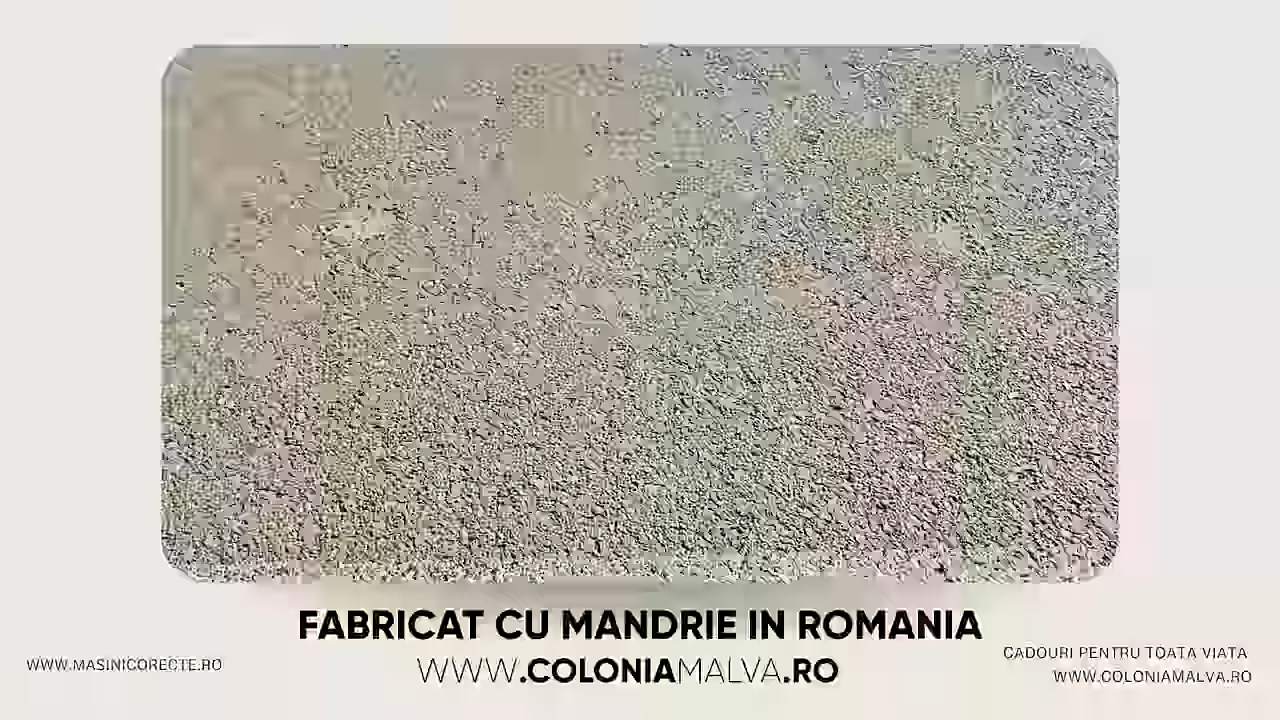 FABRICAT CU MANDRIE IN ROMANIA
WWW.COLONIAMALVA.RO
WWW.MASINICORECTE.RO
CADOURI PENTRU TOATA VIATA
WWW.COLONIAMALVA.RO